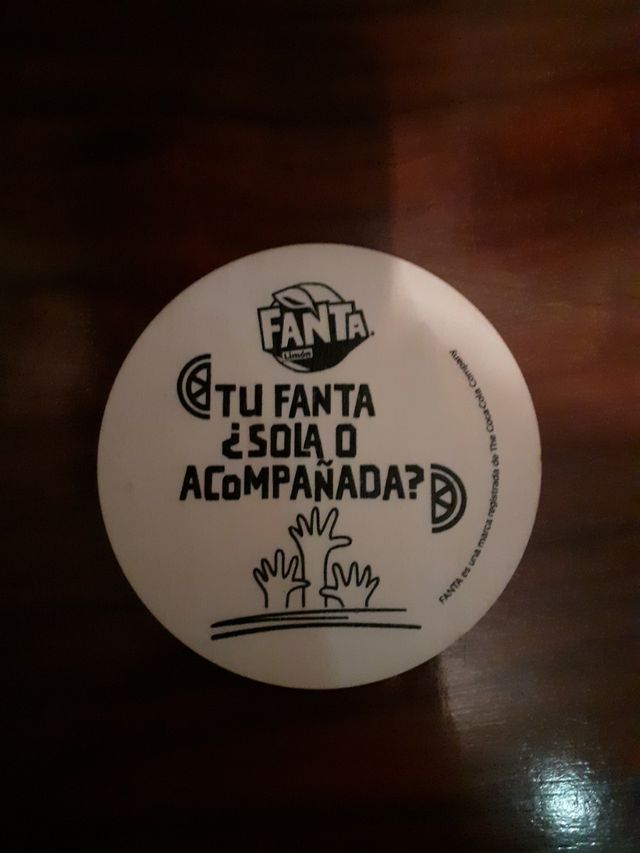 FANTA
Limón
TU FANTA
¿SOLA O
ACOMPAÑADA?
FANTA es una marca registrada de The Coca-Cola Company